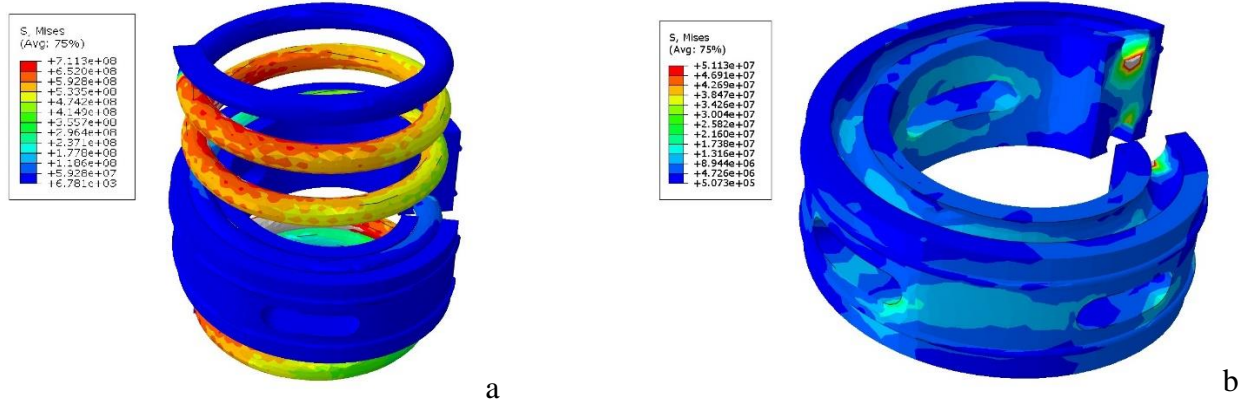 S, Mises
(Avg: 75%)
+7.113e+08
+6.520e+08
+5.928e+08
+5.335e+08
+4.742e+08
+4.149e+08
+3.557e+08
+2.964e+08
+2.371e+08
+1.778e+08
+1.186e+08
+5.928e+07
+6.781e+03
a
S, Mises
(Avg: 75%)
+5.113e+07
+4.691e+07
+4.269e+07
+3.847e+07
+3.426e+07
+3.004e+07
+2.582e+07
+2.160e+07
+1.738e+07
+1.316e+07
+8.944e+06
+4.726e+06
+5.073e+05
b